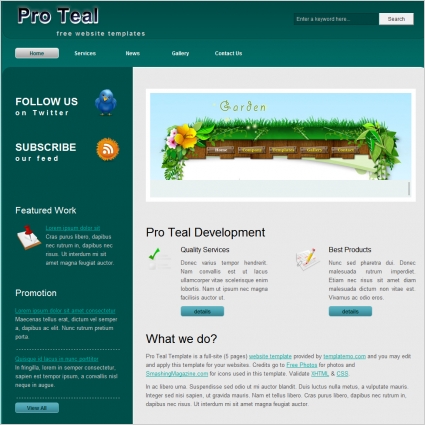 Pro Teal
free website templates
Enter a keyword here...
Search
Home
Services
News
Gallery
Contact Us
FOLLOW US
on Twitter
SUBSCRIBE
our feed
Garden
Home Company Templates Gallery Contact
Featured Work
Lorem ipsum dolor sit
Cras purus libero, dapibus
nec rutrum in, dapibus nec
risus. Ut interdum mi sit
amet magna feugiat auctor.
Promotion
Lorem ipsum dolor sit amet consectetur
Maecenas tellus erat, dictum vel semper
a, dapibus ac elit. Nunc rutrum pretium
porta.
Quisque id lacus in nunc porttitor
In fringilla, lorem in semper consectetur,
sapien est tempor ipsum, a convallis nisl
neque in augue.
View All
Pro Teal Development
Quality Services
Donec varius tempor hendrerit.
Nam convallis est ut lacus
ullamcorper vitae scelerisque enim
lobortis. Nam ut ipsum nec magna
facilisis auctor ut.
details
Best Products
Nunc sed pharetra dui. Donec
malesuada rutrum imperdiet.
Etiam nec risus sit amet diam
malesuada dictum non vitae est.
Vivamus ac odio eros.
details
What we do?
Pro Teal Template is a full-site (5 pages) website template provided by templatemo.com and you may edit
and apply this template for your websites. Credits go to Free Photos for photos and
SmashingMagazine.com for icons used in this template. Validate XHTML & CSS.
In ac libero urna. Suspendisse sed odio ut mi auctor blandit. Duis luctus nulla metus, a vulputate mauris.
Integer sed nisi sapien, ut gravida mauris. Nam et tellus libero. Cras purus libero, dapibus nec rutrum in,
dapibus nec risus. Ut interdum mi sit amet magna feugiat auctor.